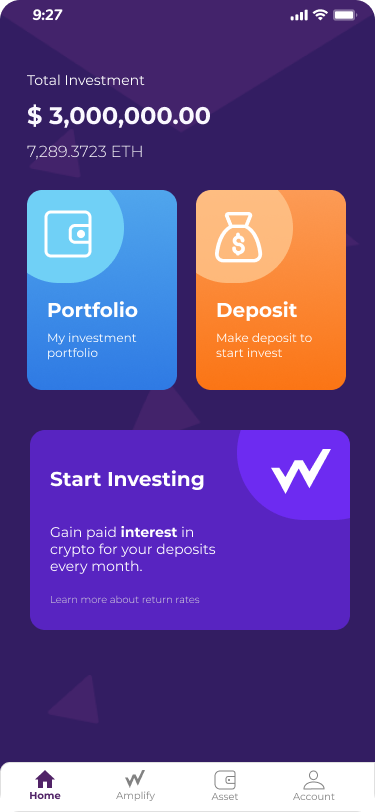 9:27
Total Investment
$ 3,000,000.00
7,289.3723 ETH
$
Portfolio
My investment
portfolio
Deposit
Make deposit to
start invest
Start Investing
Gain paid interest in
crypto for your deposits
every month.
Learn more about return rates
Home
Amplify
Asset
Account